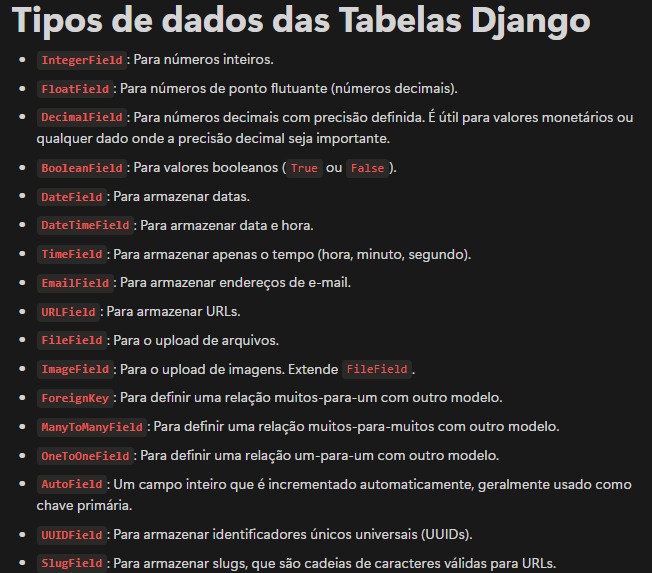 Tipos de dados das Tabelas Django
• IntegerField: Para números inteiros.
• FloatField: Para números de ponto flutuante (números decimais).
• DecimalField: Para números decimais com precisão definida. É útil para valores monetários ou
qualquer dado onde a precisão decimal seja importante.
• BooleanField: Para valores booleanos (True ou False).
• DateField: Para armazenar datas.
• DateTimeField: Para armazenar data e hora.
• TimeField: Para armazenar apenas o tempo (hora, minuto, segundo).
• EmailField: Para armazenar endereços de e-mail.
• URLField: Para armazenar URLs.
• FileField: Para o upload de arquivos.
• ImageField: Para o upload de imagens. Extende FileField.
• ForeignKey: Para definir uma relação muitos-para-um com outro modelo.
• ManyToManyField: Para definir uma relação muitos-para-muitos com outro modelo.
• OneToOneField: Para definir uma relação um-para-um com outro modelo.
• AutoField: Um campo inteiro que é incrementado automaticamente, geralmente usado como
chave primária.
• UUIDField: Para armazenar identificadores únicos universais (UUIDs).
• SlugField: Para armazenar slugs, que são cadeias de caracteres válidas para URLs.